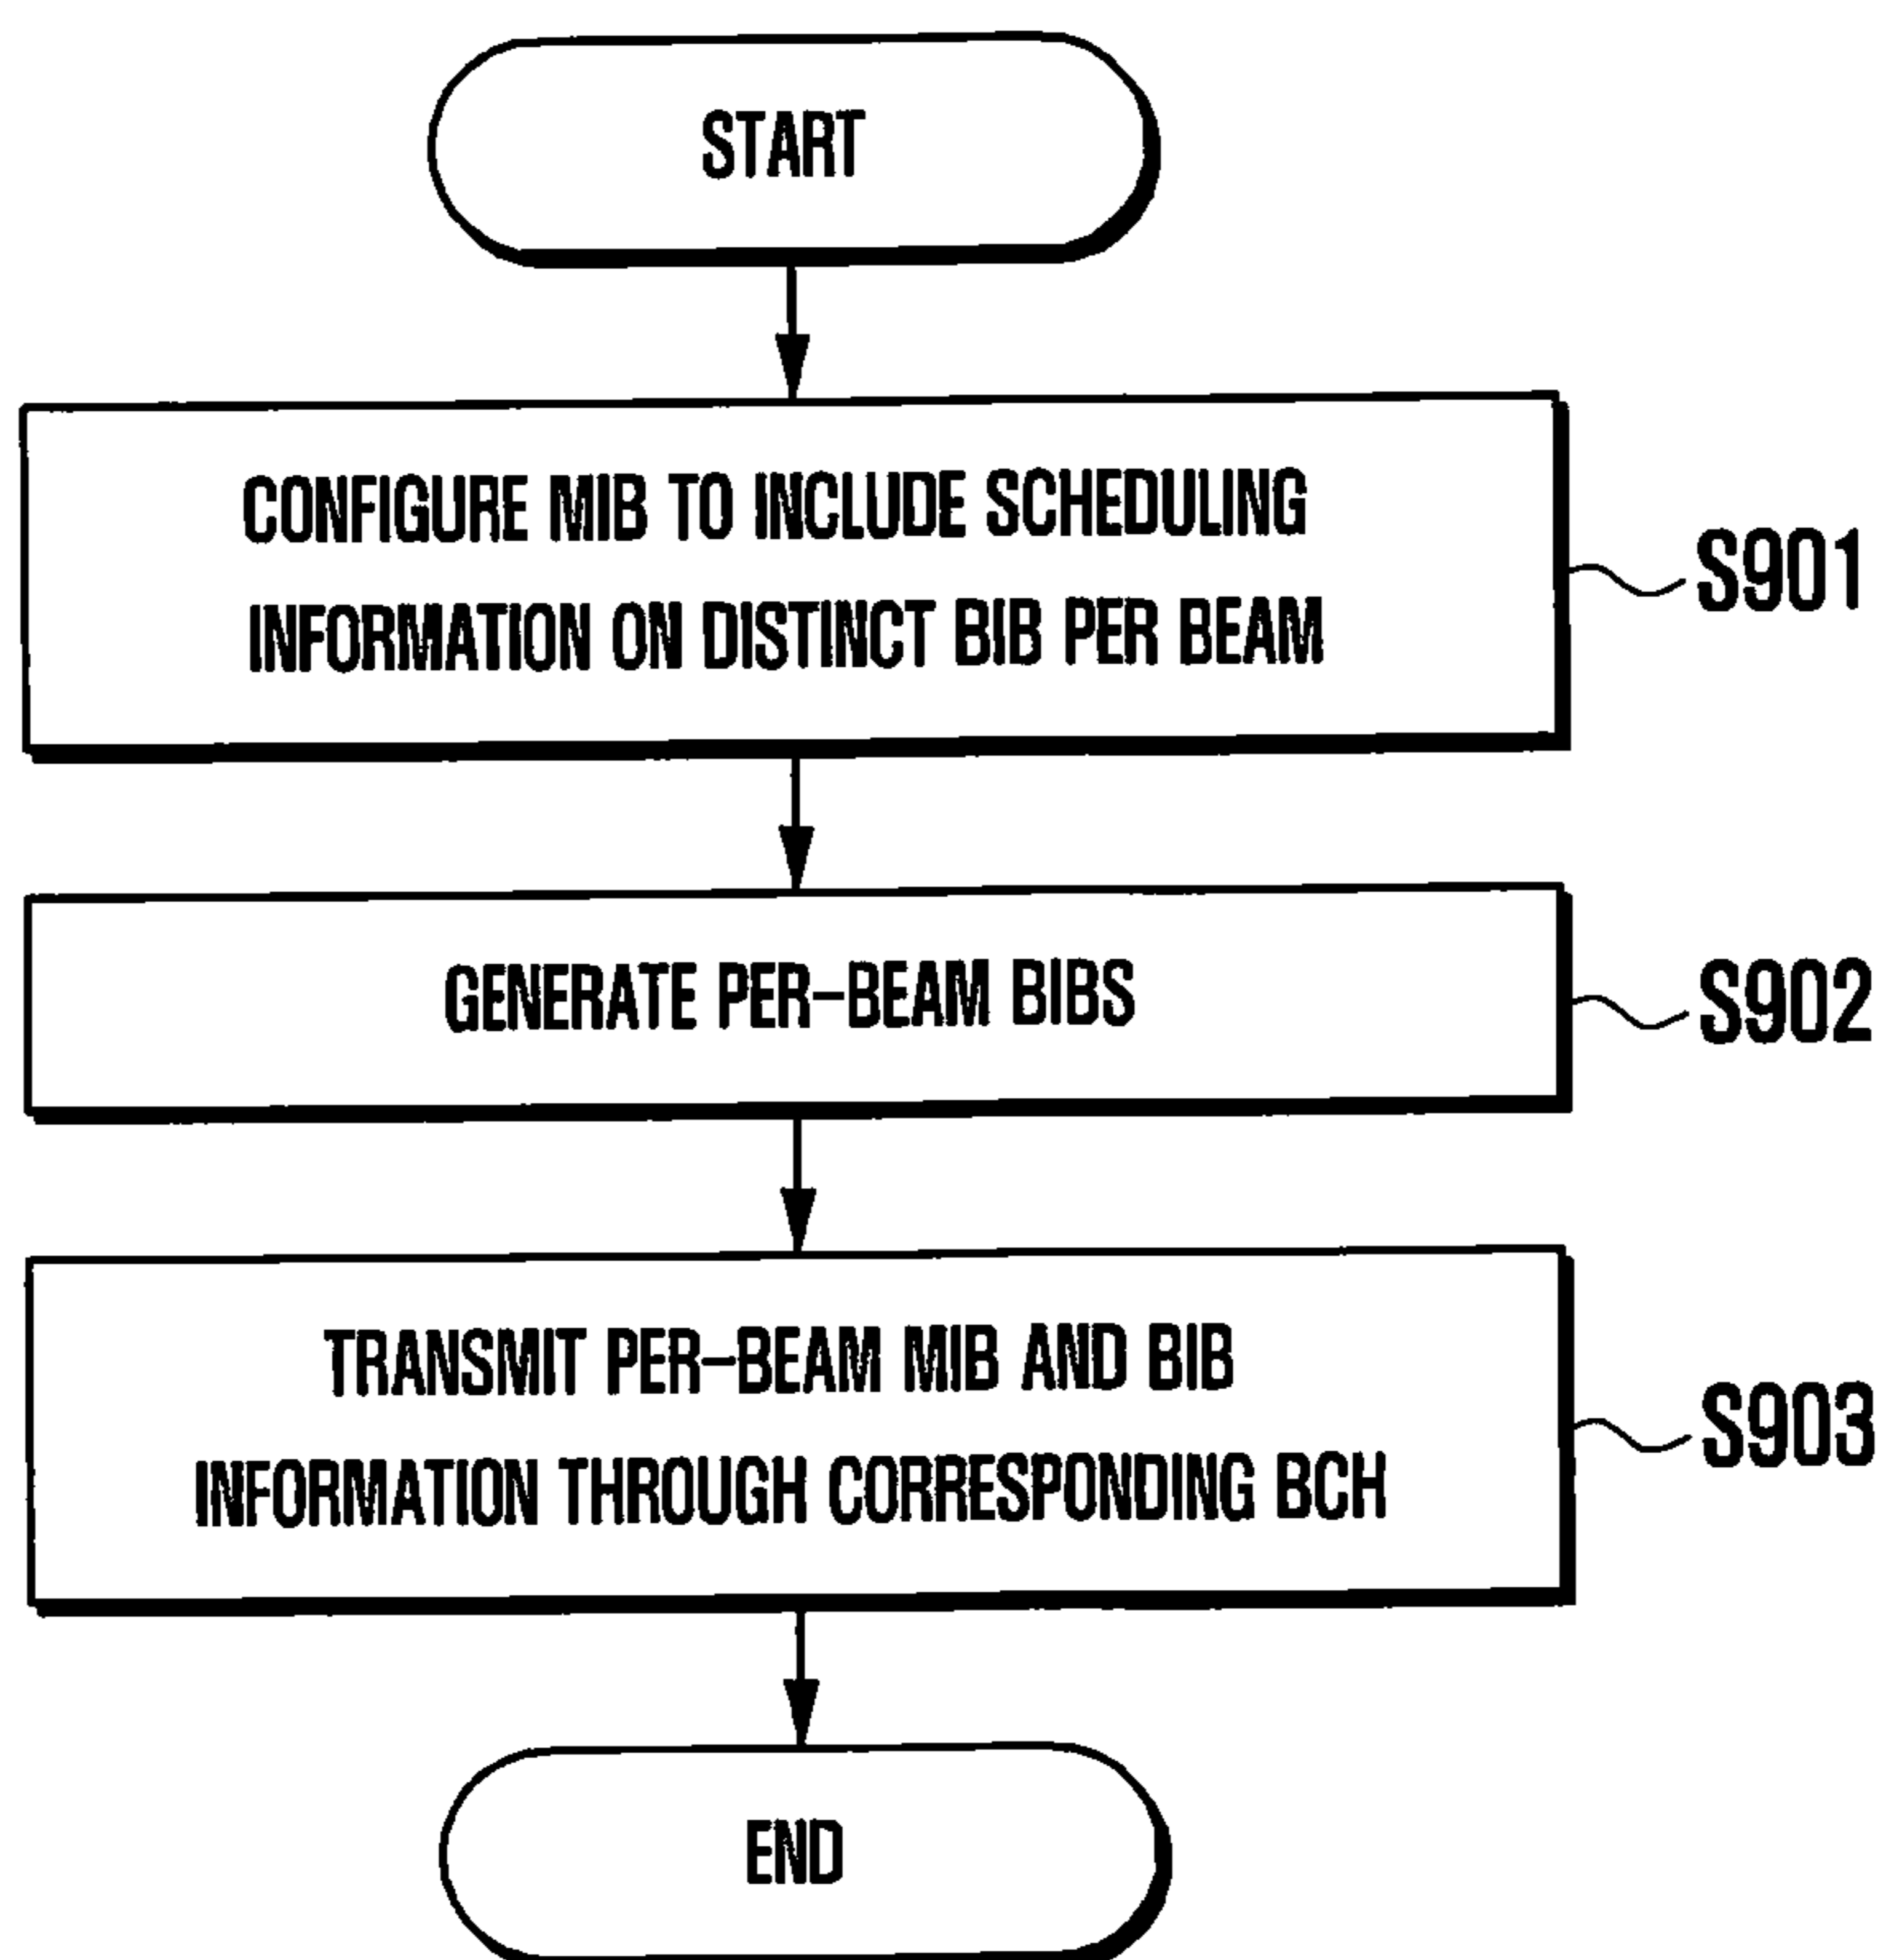 START
CONFIGURE MIB TO INCLUDE SCHEDULING
INFORMATION ON DISTINCT BIB PER BEAM
S901
GENERATE PER-BEAM BIBS
S902
TRANSMIT PER-BEAM MIB AND BIB
INFORMATION THROUGH CORRESPONDING BCH
S903
END